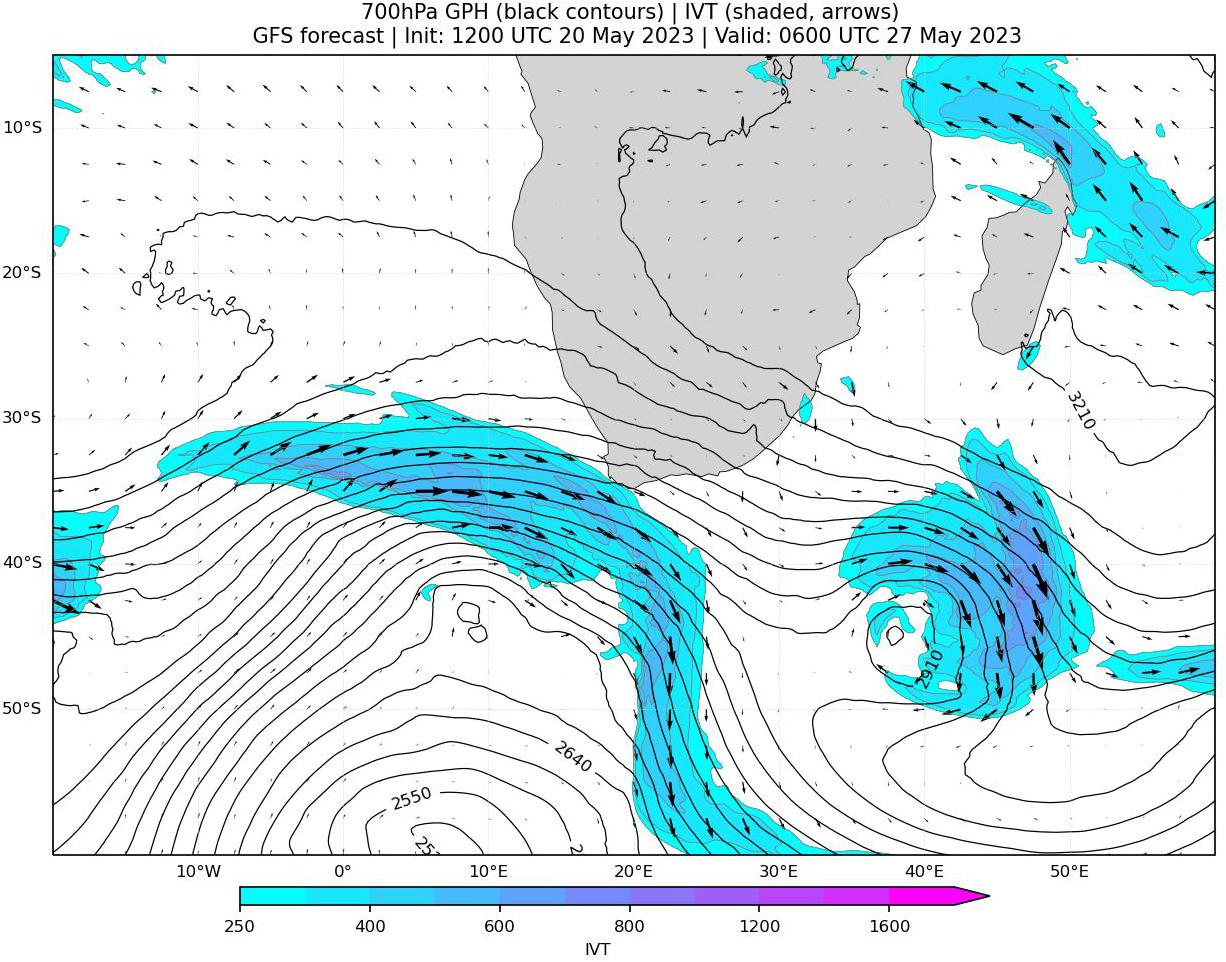 700hPa GPH (black contours) | IVT (shaded, arrows)
GFS forecast | Init: 1200 UTC 20 May 2023 | Valid: 0600 UTC 27 May 2023
10°S
20°S
3210
30°S
40°S
2910
50°S
2640
2550
25
2
10°W 0° 10°E 20°E 30°E 40°E 50°E
250 400 600 800 1200 1600
IVT